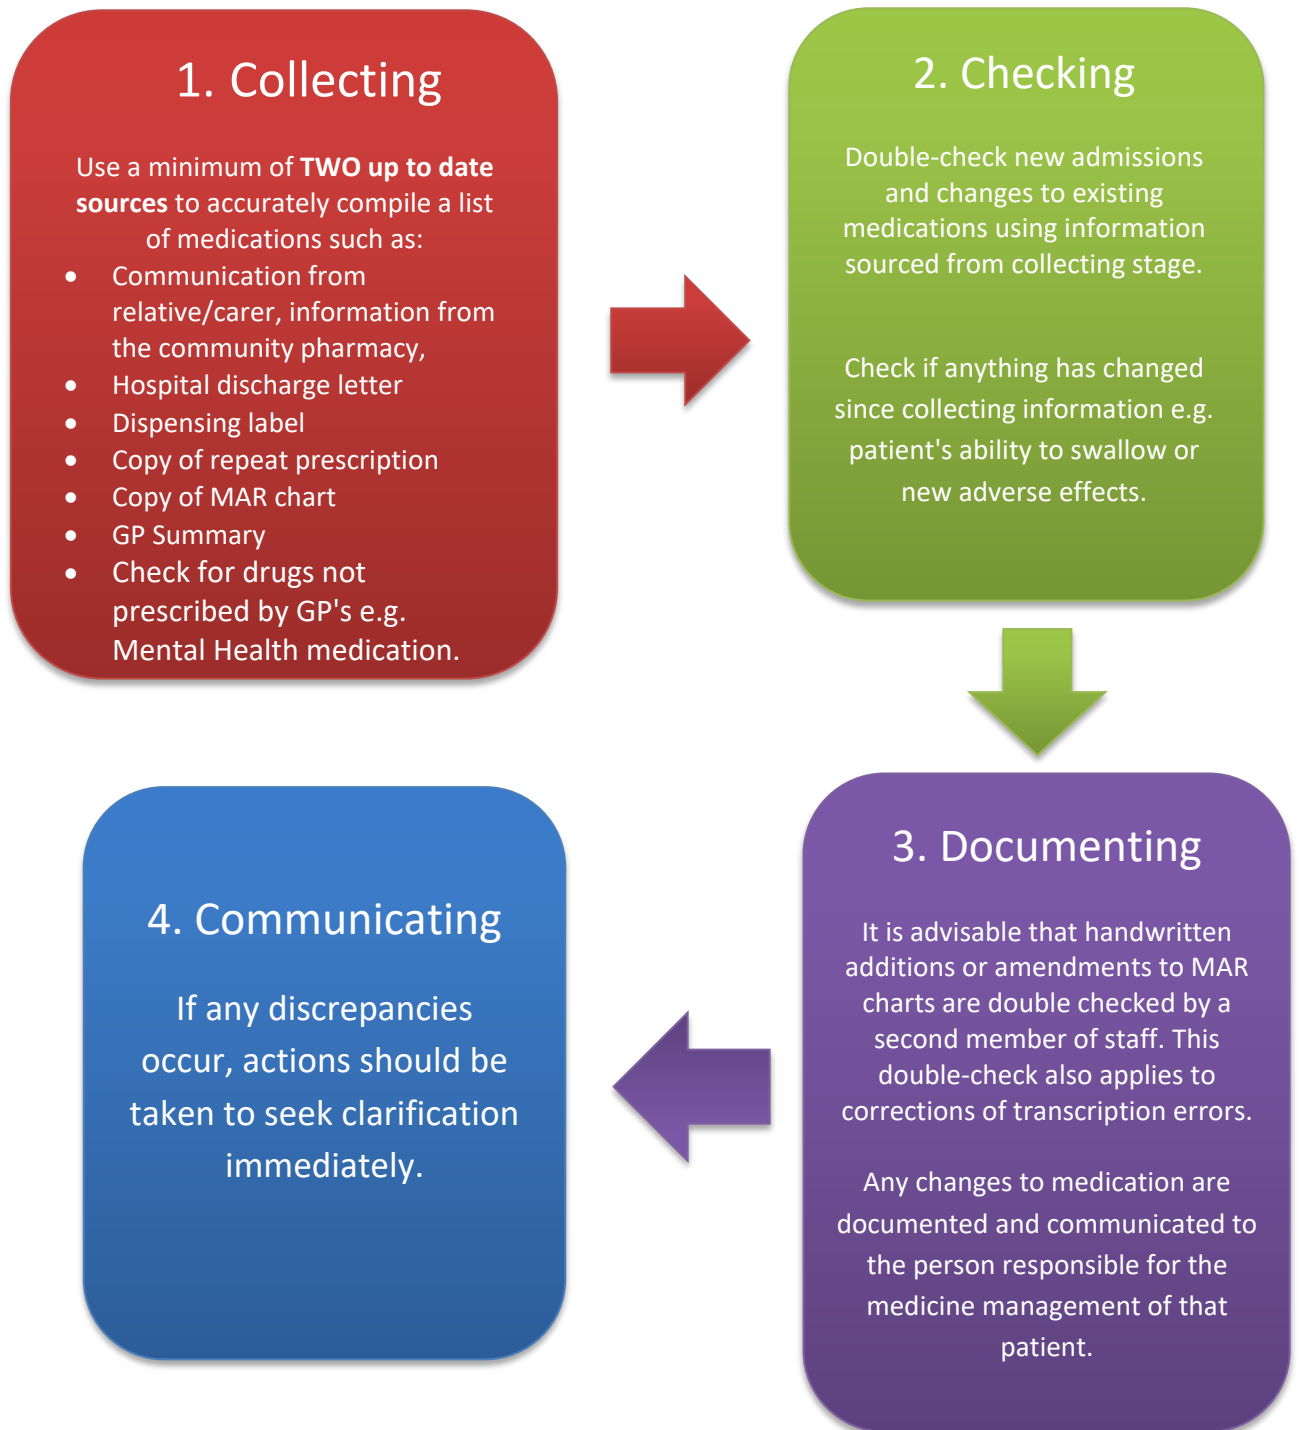 1. Collecting
Use a minimum of TWO up to date
sources to accurately compile a list
of medications such as:
• Communication from
relative/carer, information from
the community pharmacy,
• Hospital discharge letter
• Dispensing label
• Copy of repeat prescription
• Copy of MAR chart
• GP Summary
• Check for drugs not
prescribed by GP's e.g.
Mental Health medication.
2. Checking
Double-check new admissions
and changes to existing
medications using information
sourced from collecting stage.
Check if anything has changed
since collecting information e.g.
patient's ability to swallow or
new adverse effects.
3. Documenting
It is advisable that handwritten
additions or amendments to MAR
charts are double checked by a
second member of staff. This
double-check also applies to
corrections of transcription errors.
Any changes to medication are
documented and communicated to
the person responsible for the
medicine management of that
patient.
4. Communicating
If any discrepancies
occur, actions should be
taken to seek clarification
immediately.